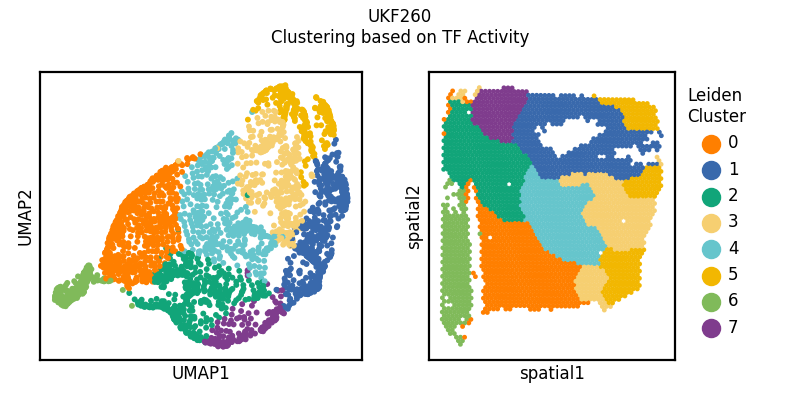 UKF260
Clustering based on TF Activity
UMAP2
UMAP1
spatial2
spatial1
Leiden
Cluster
0
1
2
3
4
5
6
7